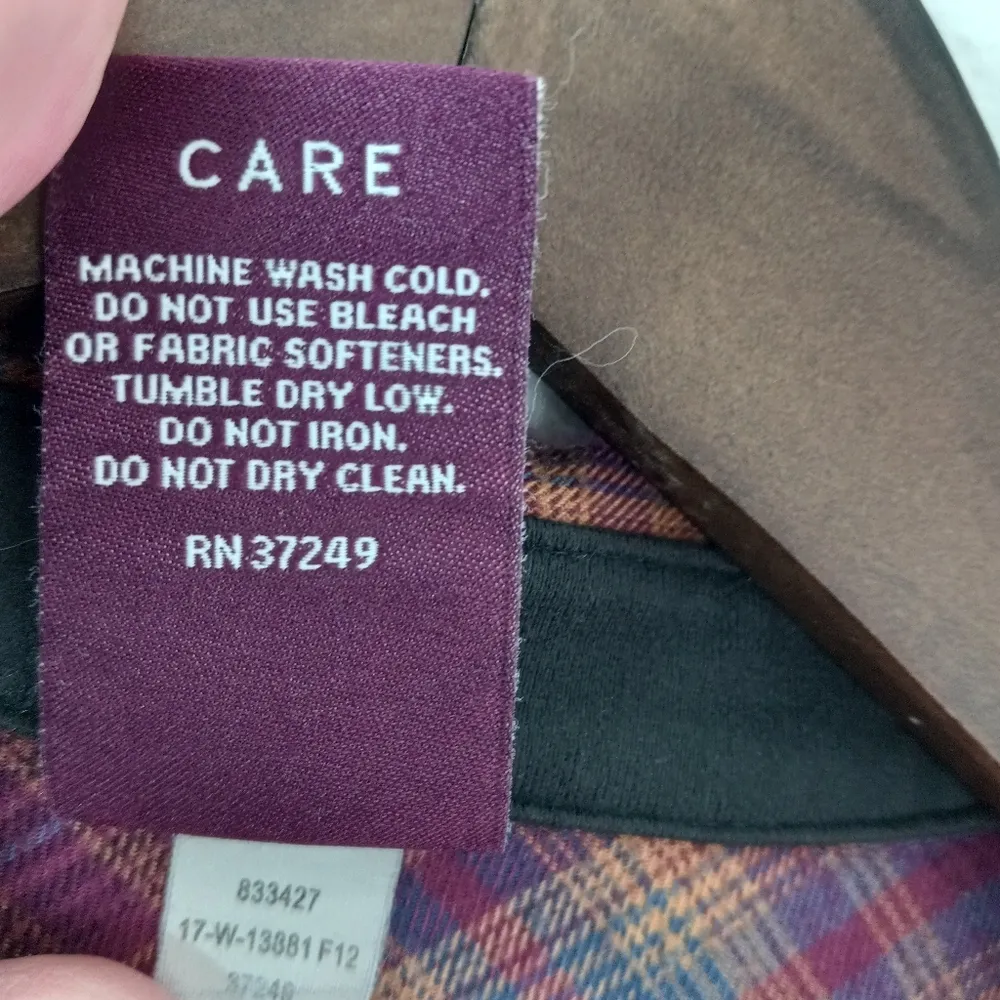 CARE
MACHINE WASH COLD.
DO NOT USE BLEACH
OR FABRIC SOFTENERS.
TUMBLE DRY LOW.
DO NOT IRON.
DO NOT DRY CLEAN.
RN 37249
833427
17-W-13881 F12